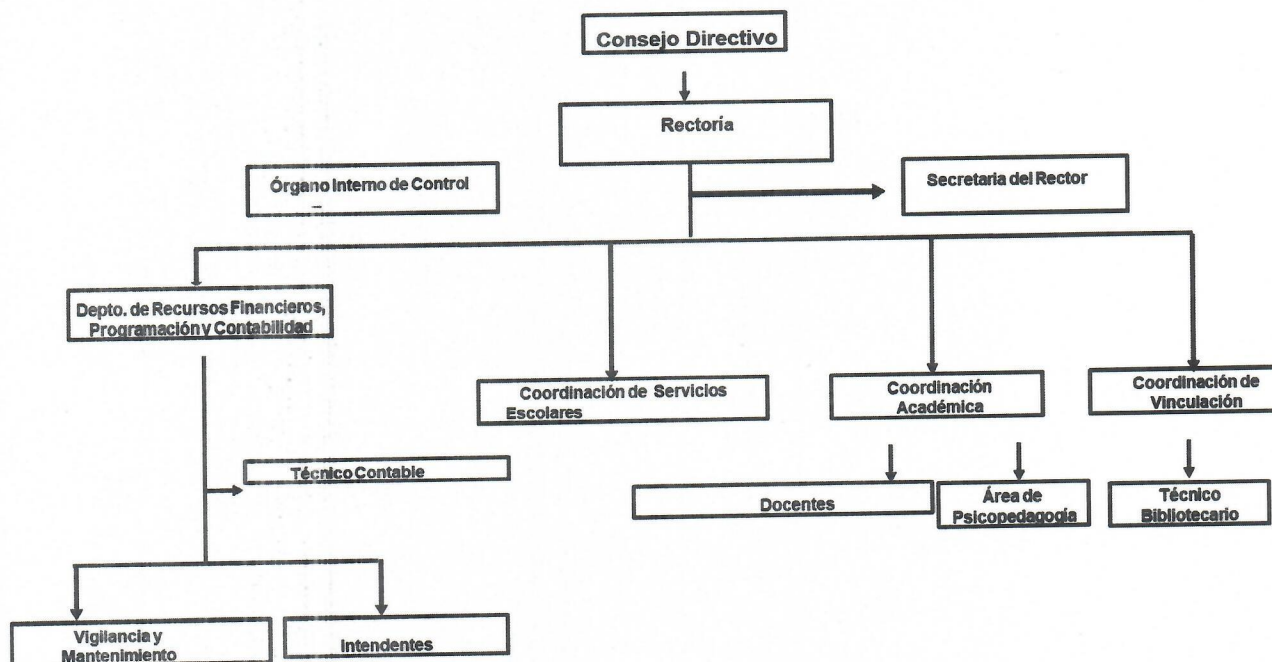 Consejo Directivo
Rectoría
Órgano Interno de Control
Secretaria del Rector
Depto. de Recursos Financieros,
Programación y Contabilidad
Coordinación de Servicios
Escolares
Coordinación
Académica
Coordinación de
Vinculación
Técnico Contable
Docentes
Área de
Psicopedagogía
Técnico
Bibliotecario
Vigilancia y
Mantenimiento
Intendentes